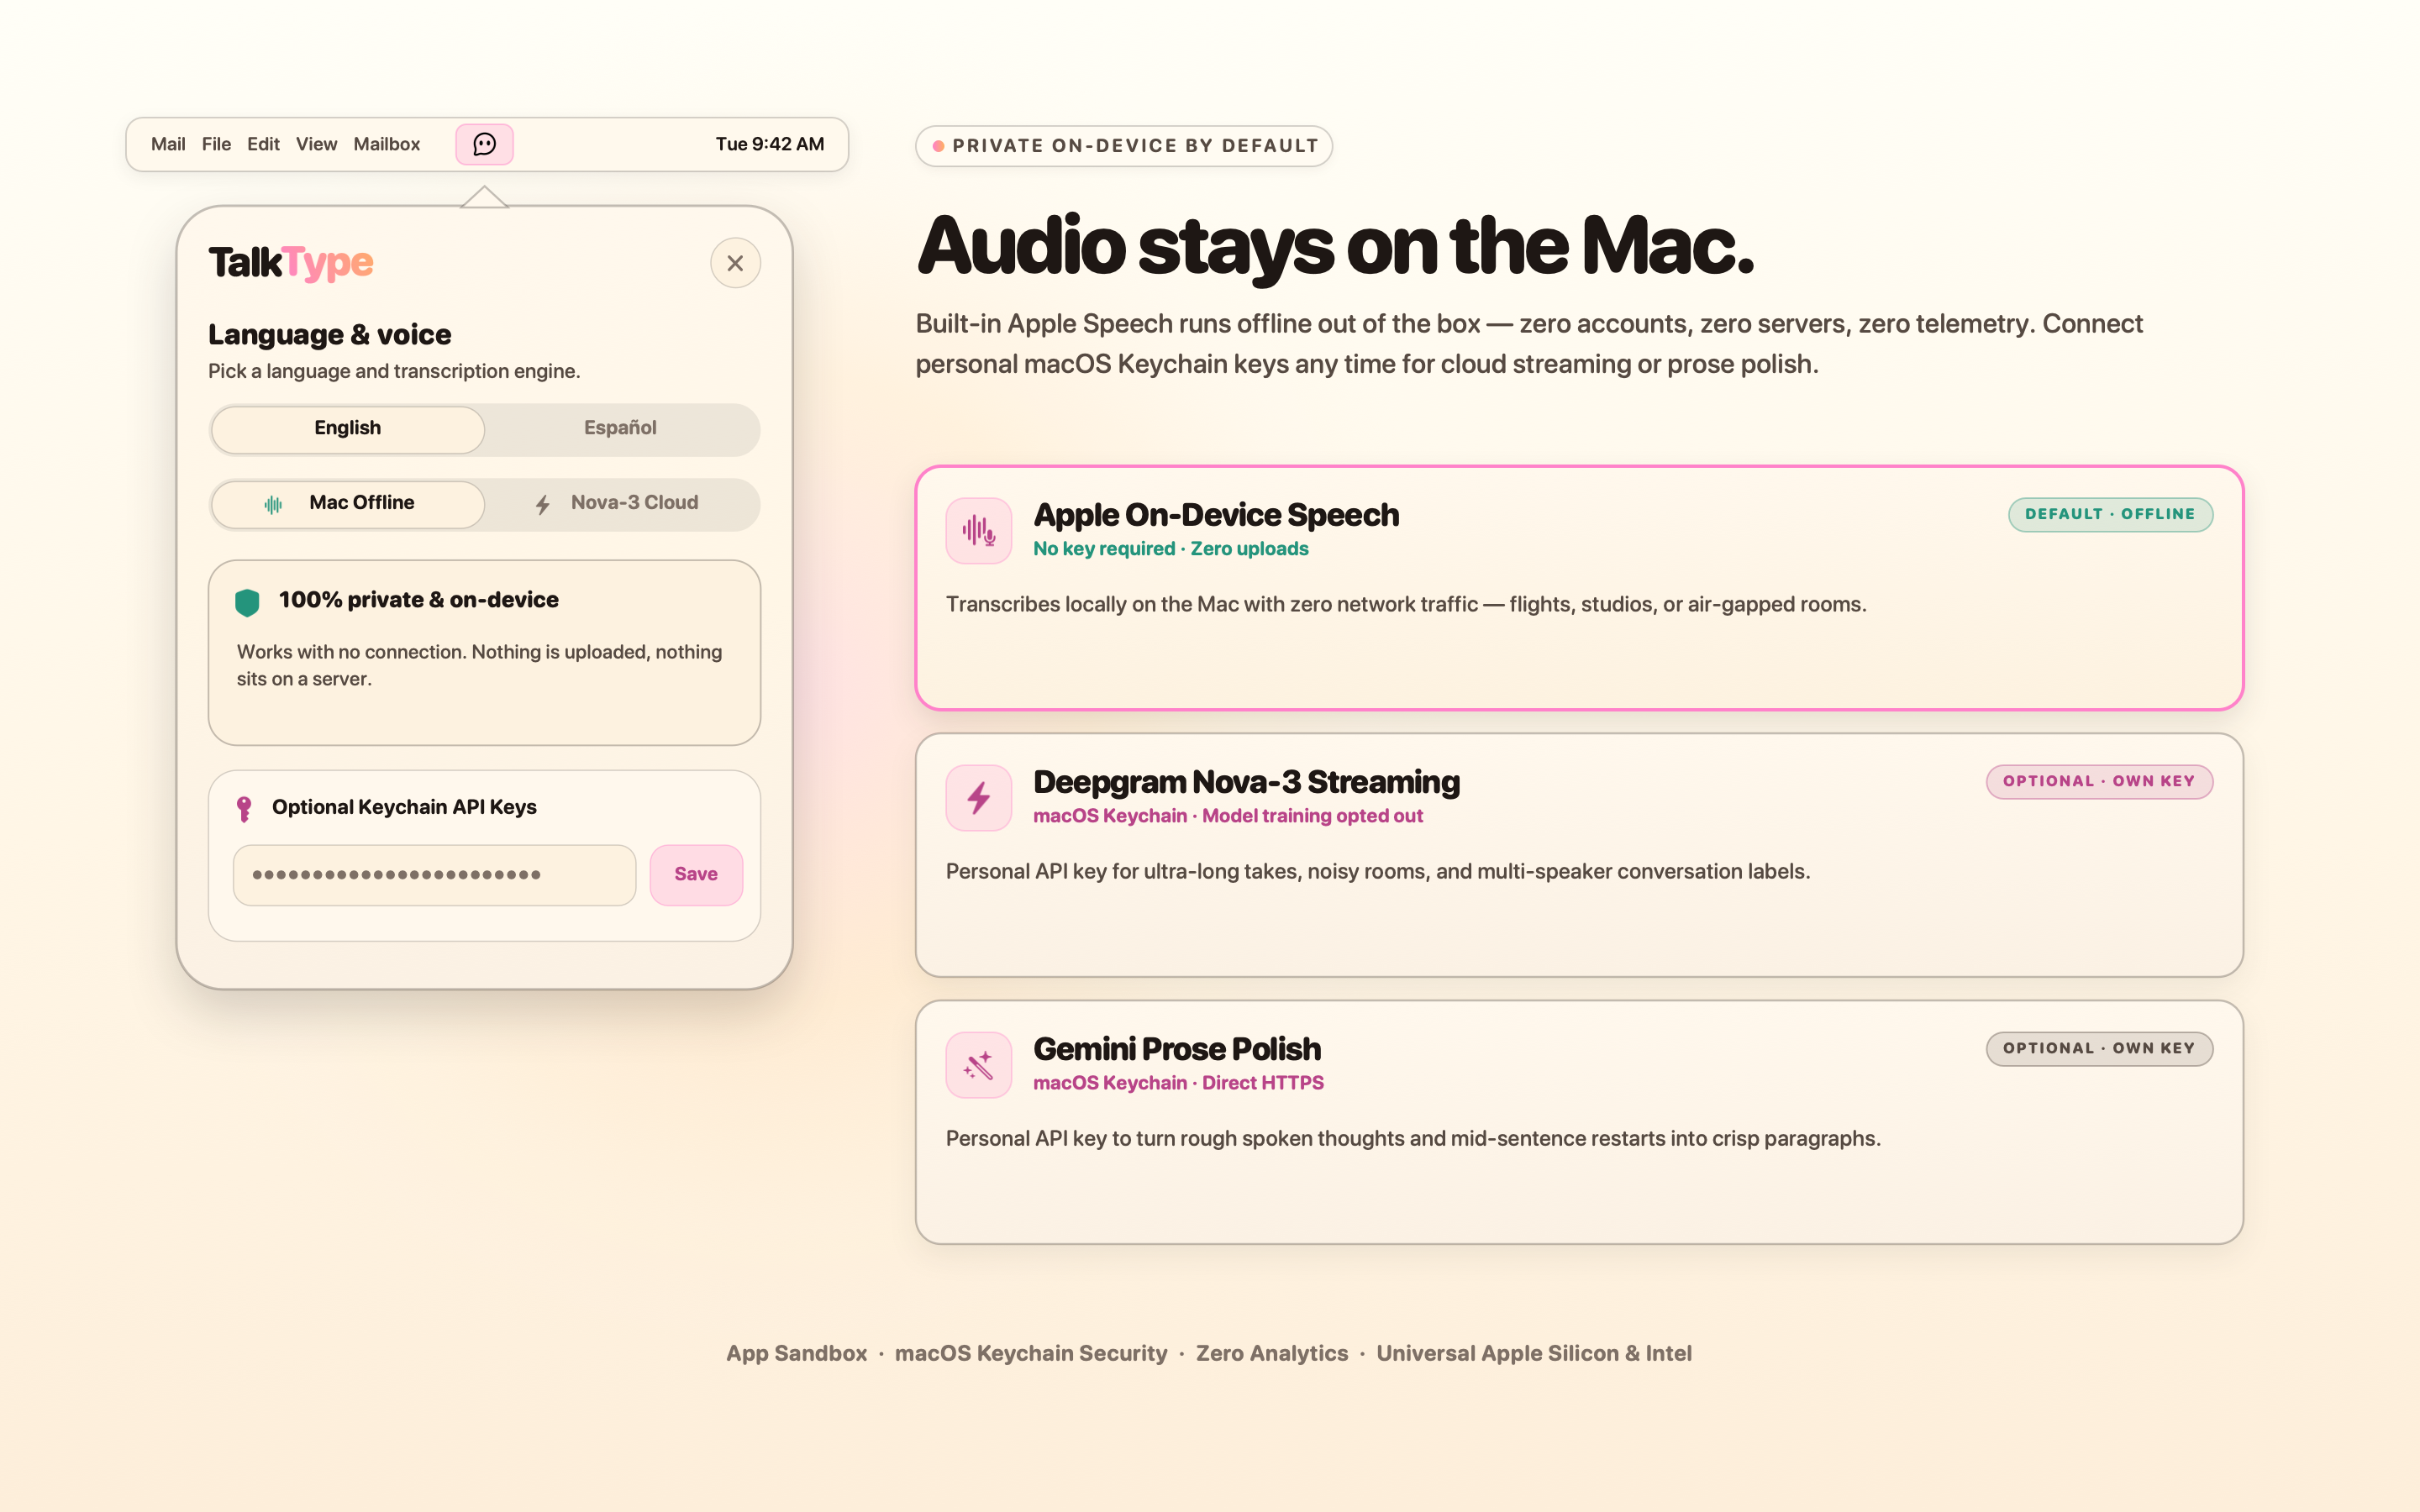 Mail File Edit View Mailbox
Tue 9:42 AM
TalkType
Language & voice
Pick a language and transcription engine.
English
Español
Mac Offline
Nova-3 Cloud
100% private & on-device
Works with no connection. Nothing is uploaded, nothing
sits on a server.
Optional Keychain API Keys
Save
PRIVATE ON-DEVICE BY DEFAULT
Audio stays on the Mac.
Built-in Apple Speech runs offline out of the box — zero accounts, zero servers, zero telemetry. Connect
personal macOS Keychain keys any time for cloud streaming or prose polish.
Apple On-Device Speech
DEFAULT · OFFLINE
No key required · Zero uploads
Transcribes locally on the Mac with zero network traffic — flights, studios, or air-gapped rooms.
Deepgram Nova-3 Streaming
OPTIONAL · OWN KEY
macOS Keychain · Model training opted out
Personal API key for ultra-long takes, noisy rooms, and multi-speaker conversation labels.
Gemini Prose Polish
OPTIONAL · OWN KEY
macOS Keychain · Direct HTTPS
Personal API key to turn rough spoken thoughts and mid-sentence restarts into crisp paragraphs.
App Sandbox · macOS Keychain Security · Zero Analytics · Universal Apple Silicon & Intel